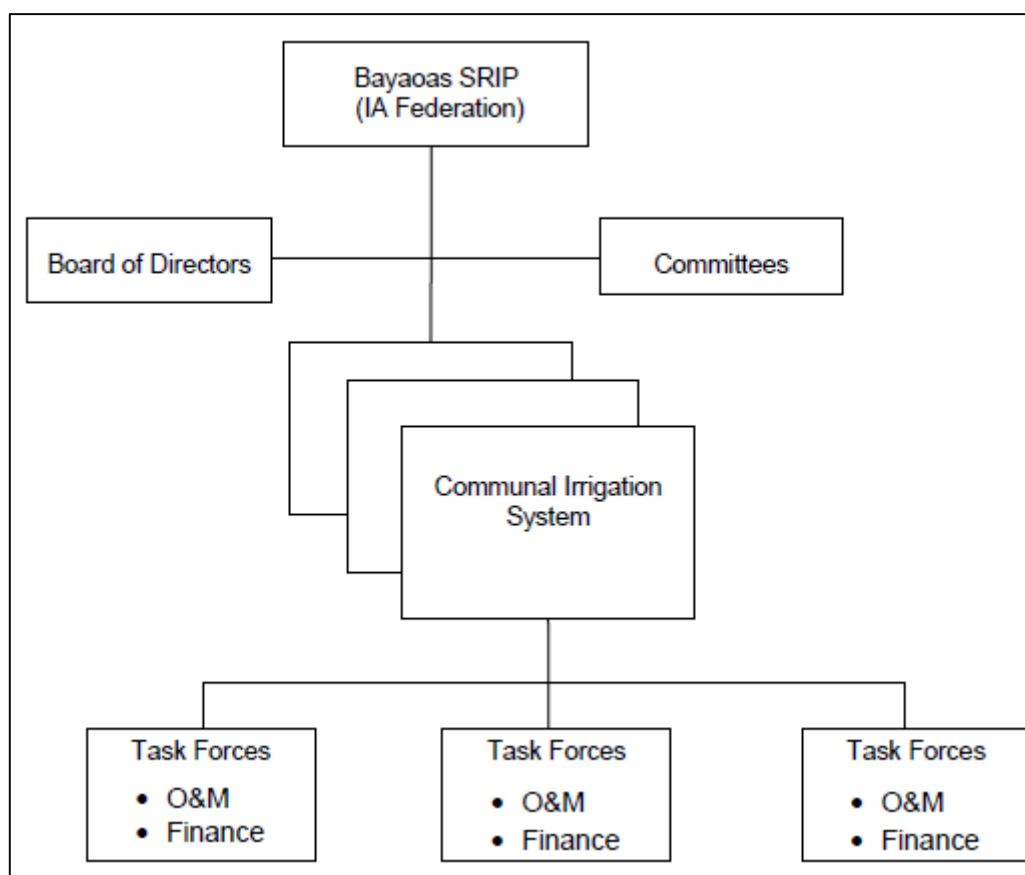 Bayaoas SRIP
(IA Federation)
Board of Directors
Committees
Communal Irrigation
System
Task Forces
• O&M
• Finance
Task Forces
• O&M
• Finance
Task Forces
• O&M
• Finance